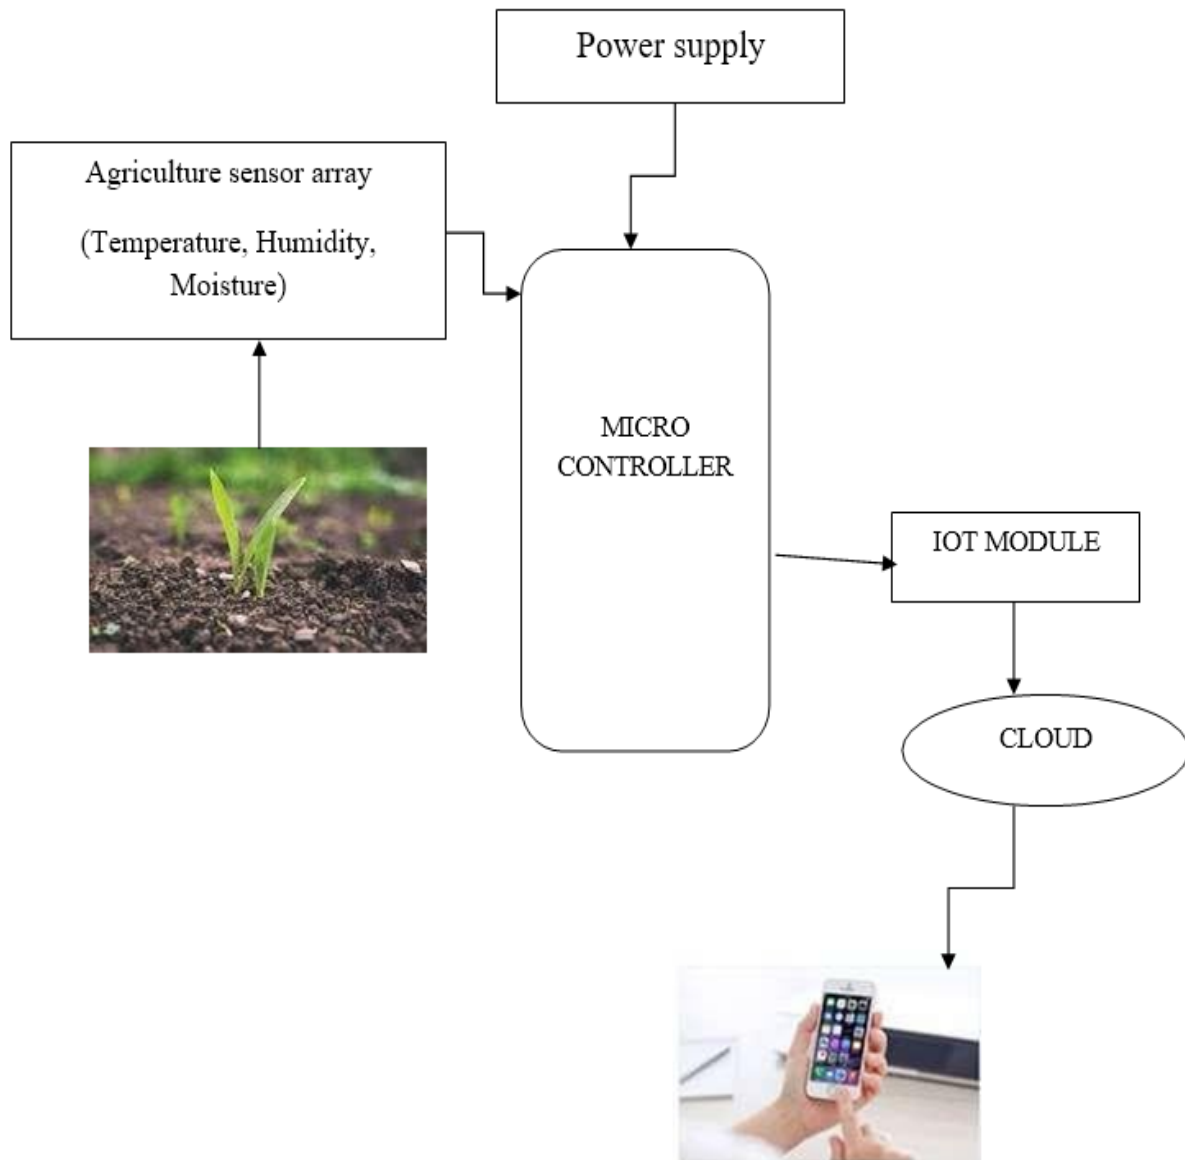 Power supply
Agriculture sensor array
(Temperature, Humidity,
Moisture)
MICRO
CONTROLLER
IOT MODULE
CLOUD